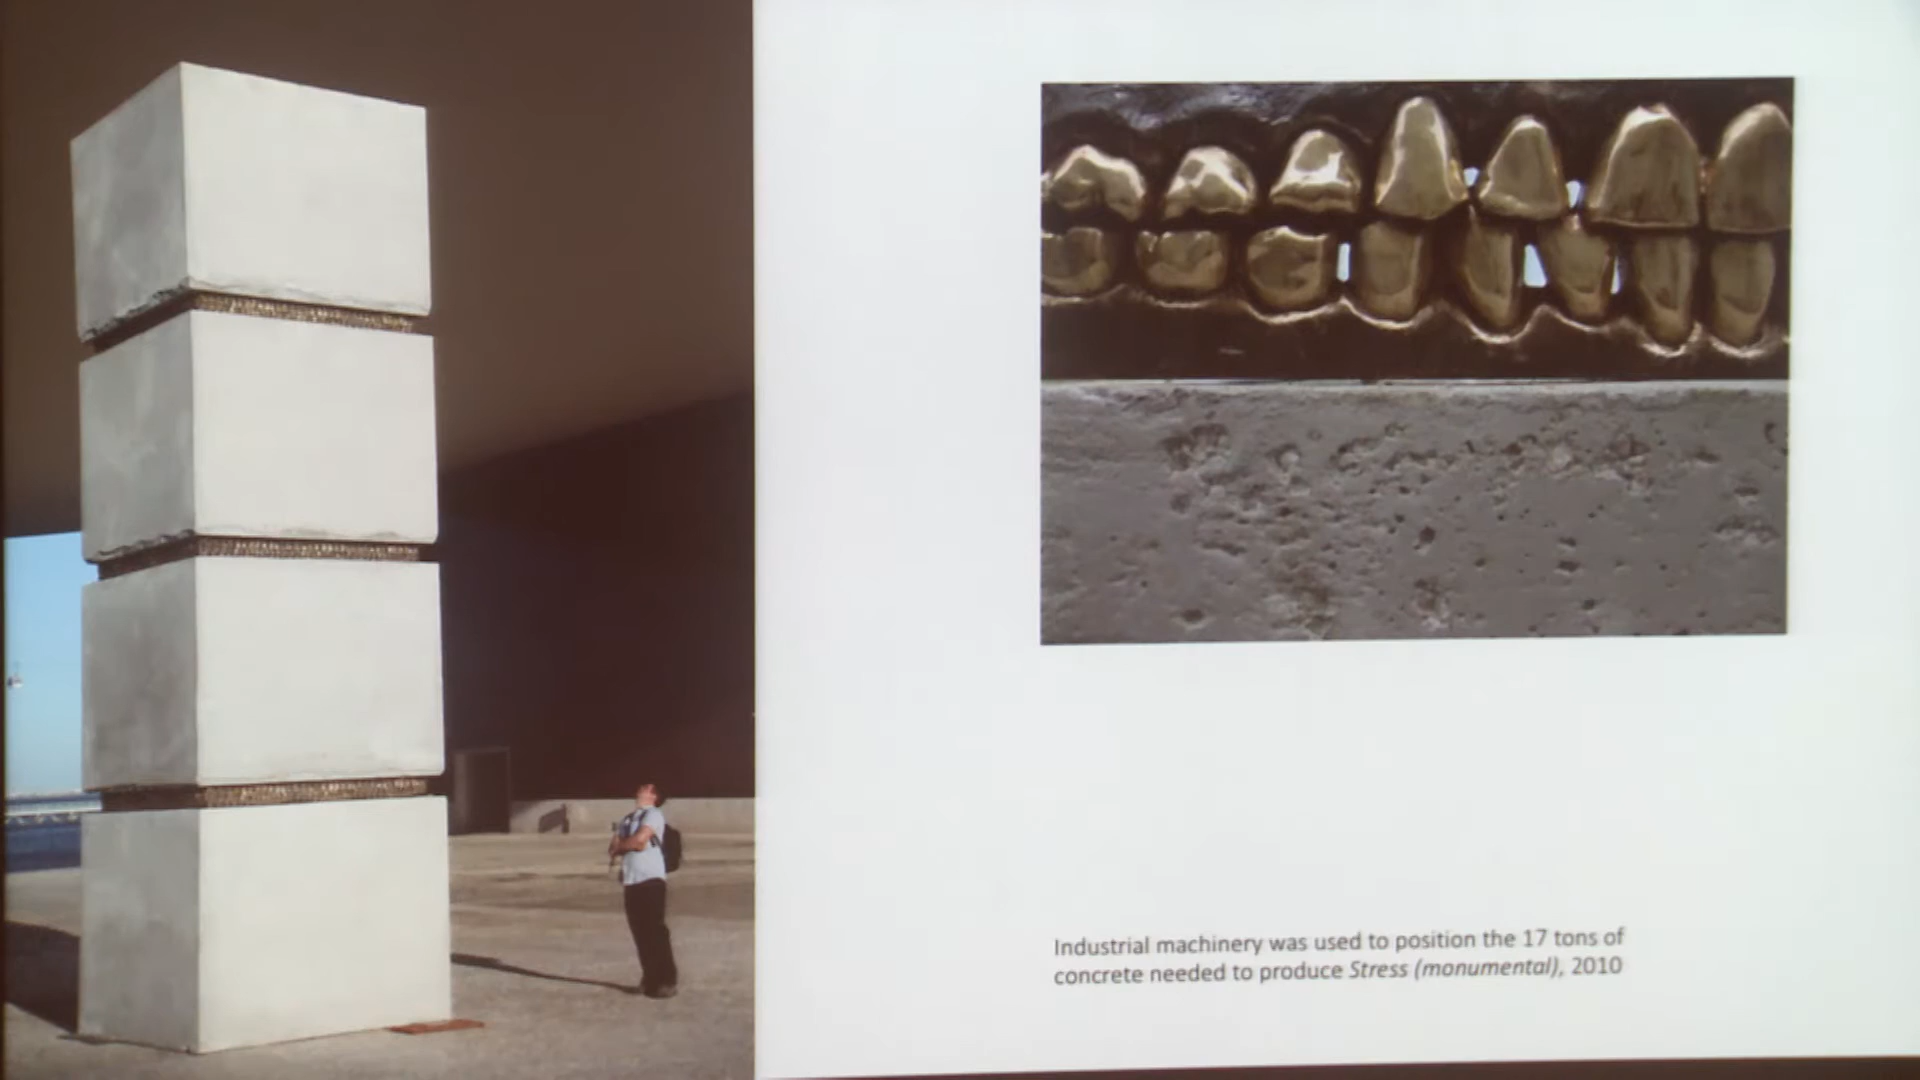 Industrial machinery was used to position the 17 tons of
concrete needed to produce Stress (monumental), 2010